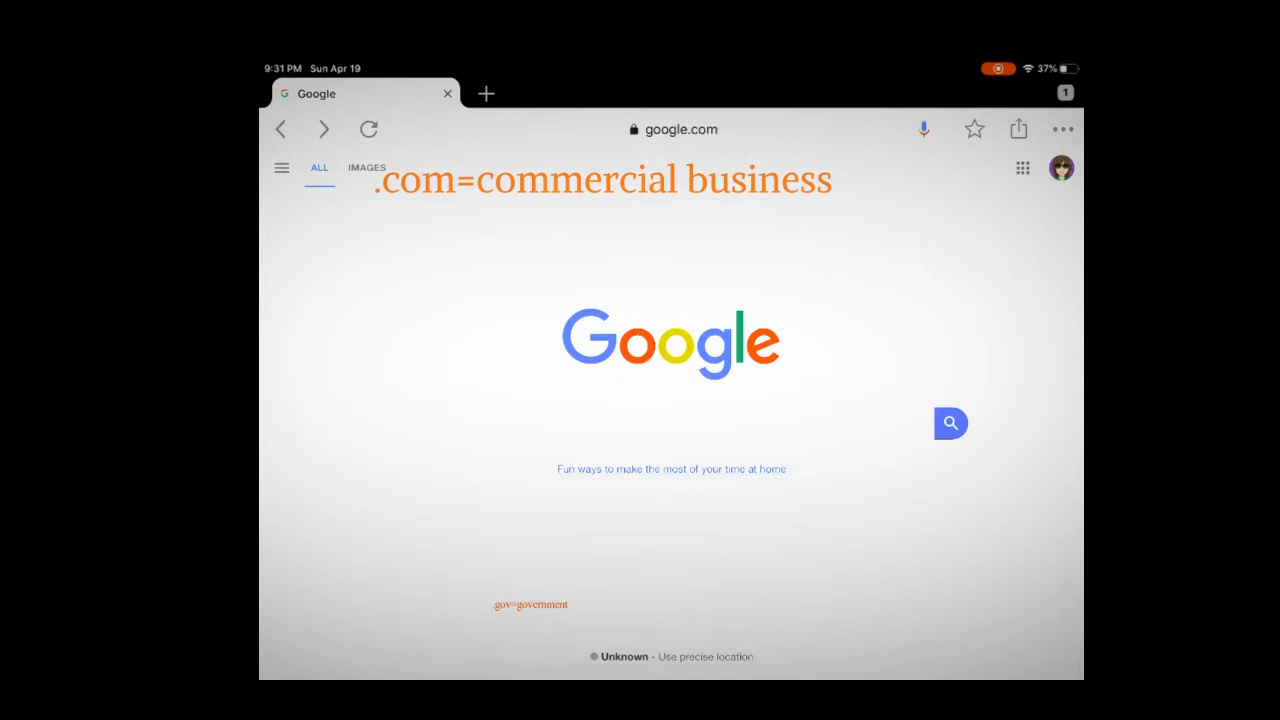 9:31 PM Sun Apr 19
37%
Google
1
google.com
ALL IMAGES
.com=commercial business
Google
Fun ways to make the most of your time at home
.gov=government
Unknown - Use precise location